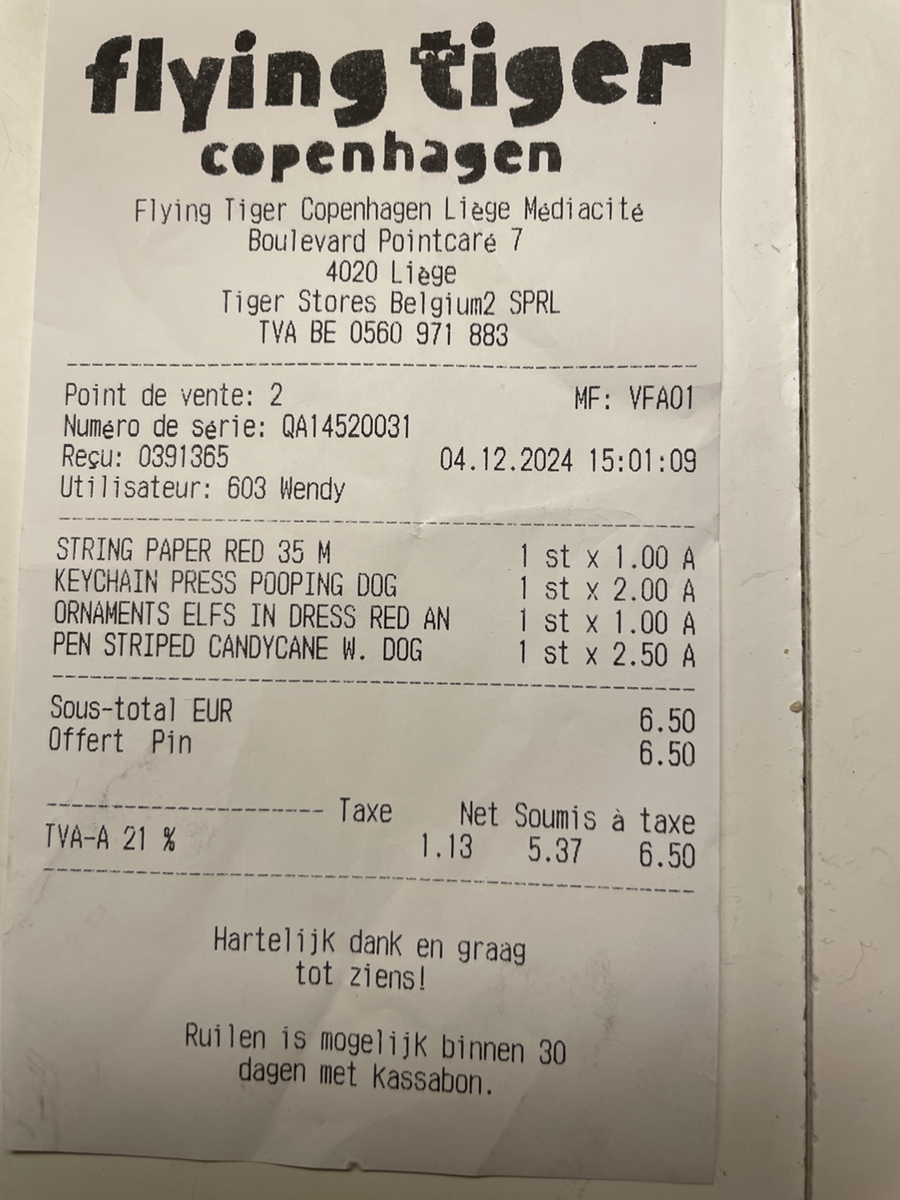 flying tiger
copenhagen
Flying Tiger Copenhagen Liège Médiacité
Boulevard Pointcaré 7
4020 Liège
Tiger Stores Belgium2 SPRL
TVA BE 0560 971 883
Point de vente: 2 MF: VFA01
Numéro de série: QA14520031
Reçu: 0391365 04.12.2024 15:01:09
Utilisateur: 603 Wendy
STRING PAPER RED 35 M 1 st x 1.00 A
KEYCHAIN PRESS POOPING DOG 1 st x 2.00 A
ORNAMENTS ELFS IN DRESS RED AN 1 st x 1.00 A
PEN STRIPED CANDYCANE W. DOG 1 st x 2.50 A
Sous-total EUR 6.50
Offert Pin 6.50
Taxe Net Soumis à taxe
TVA-A 21 % 1.13 5.37 6.50
Hartelijk dank en graag
tot ziens!
Ruilen is mogelijk binnen 30
dagen met Kassabon.